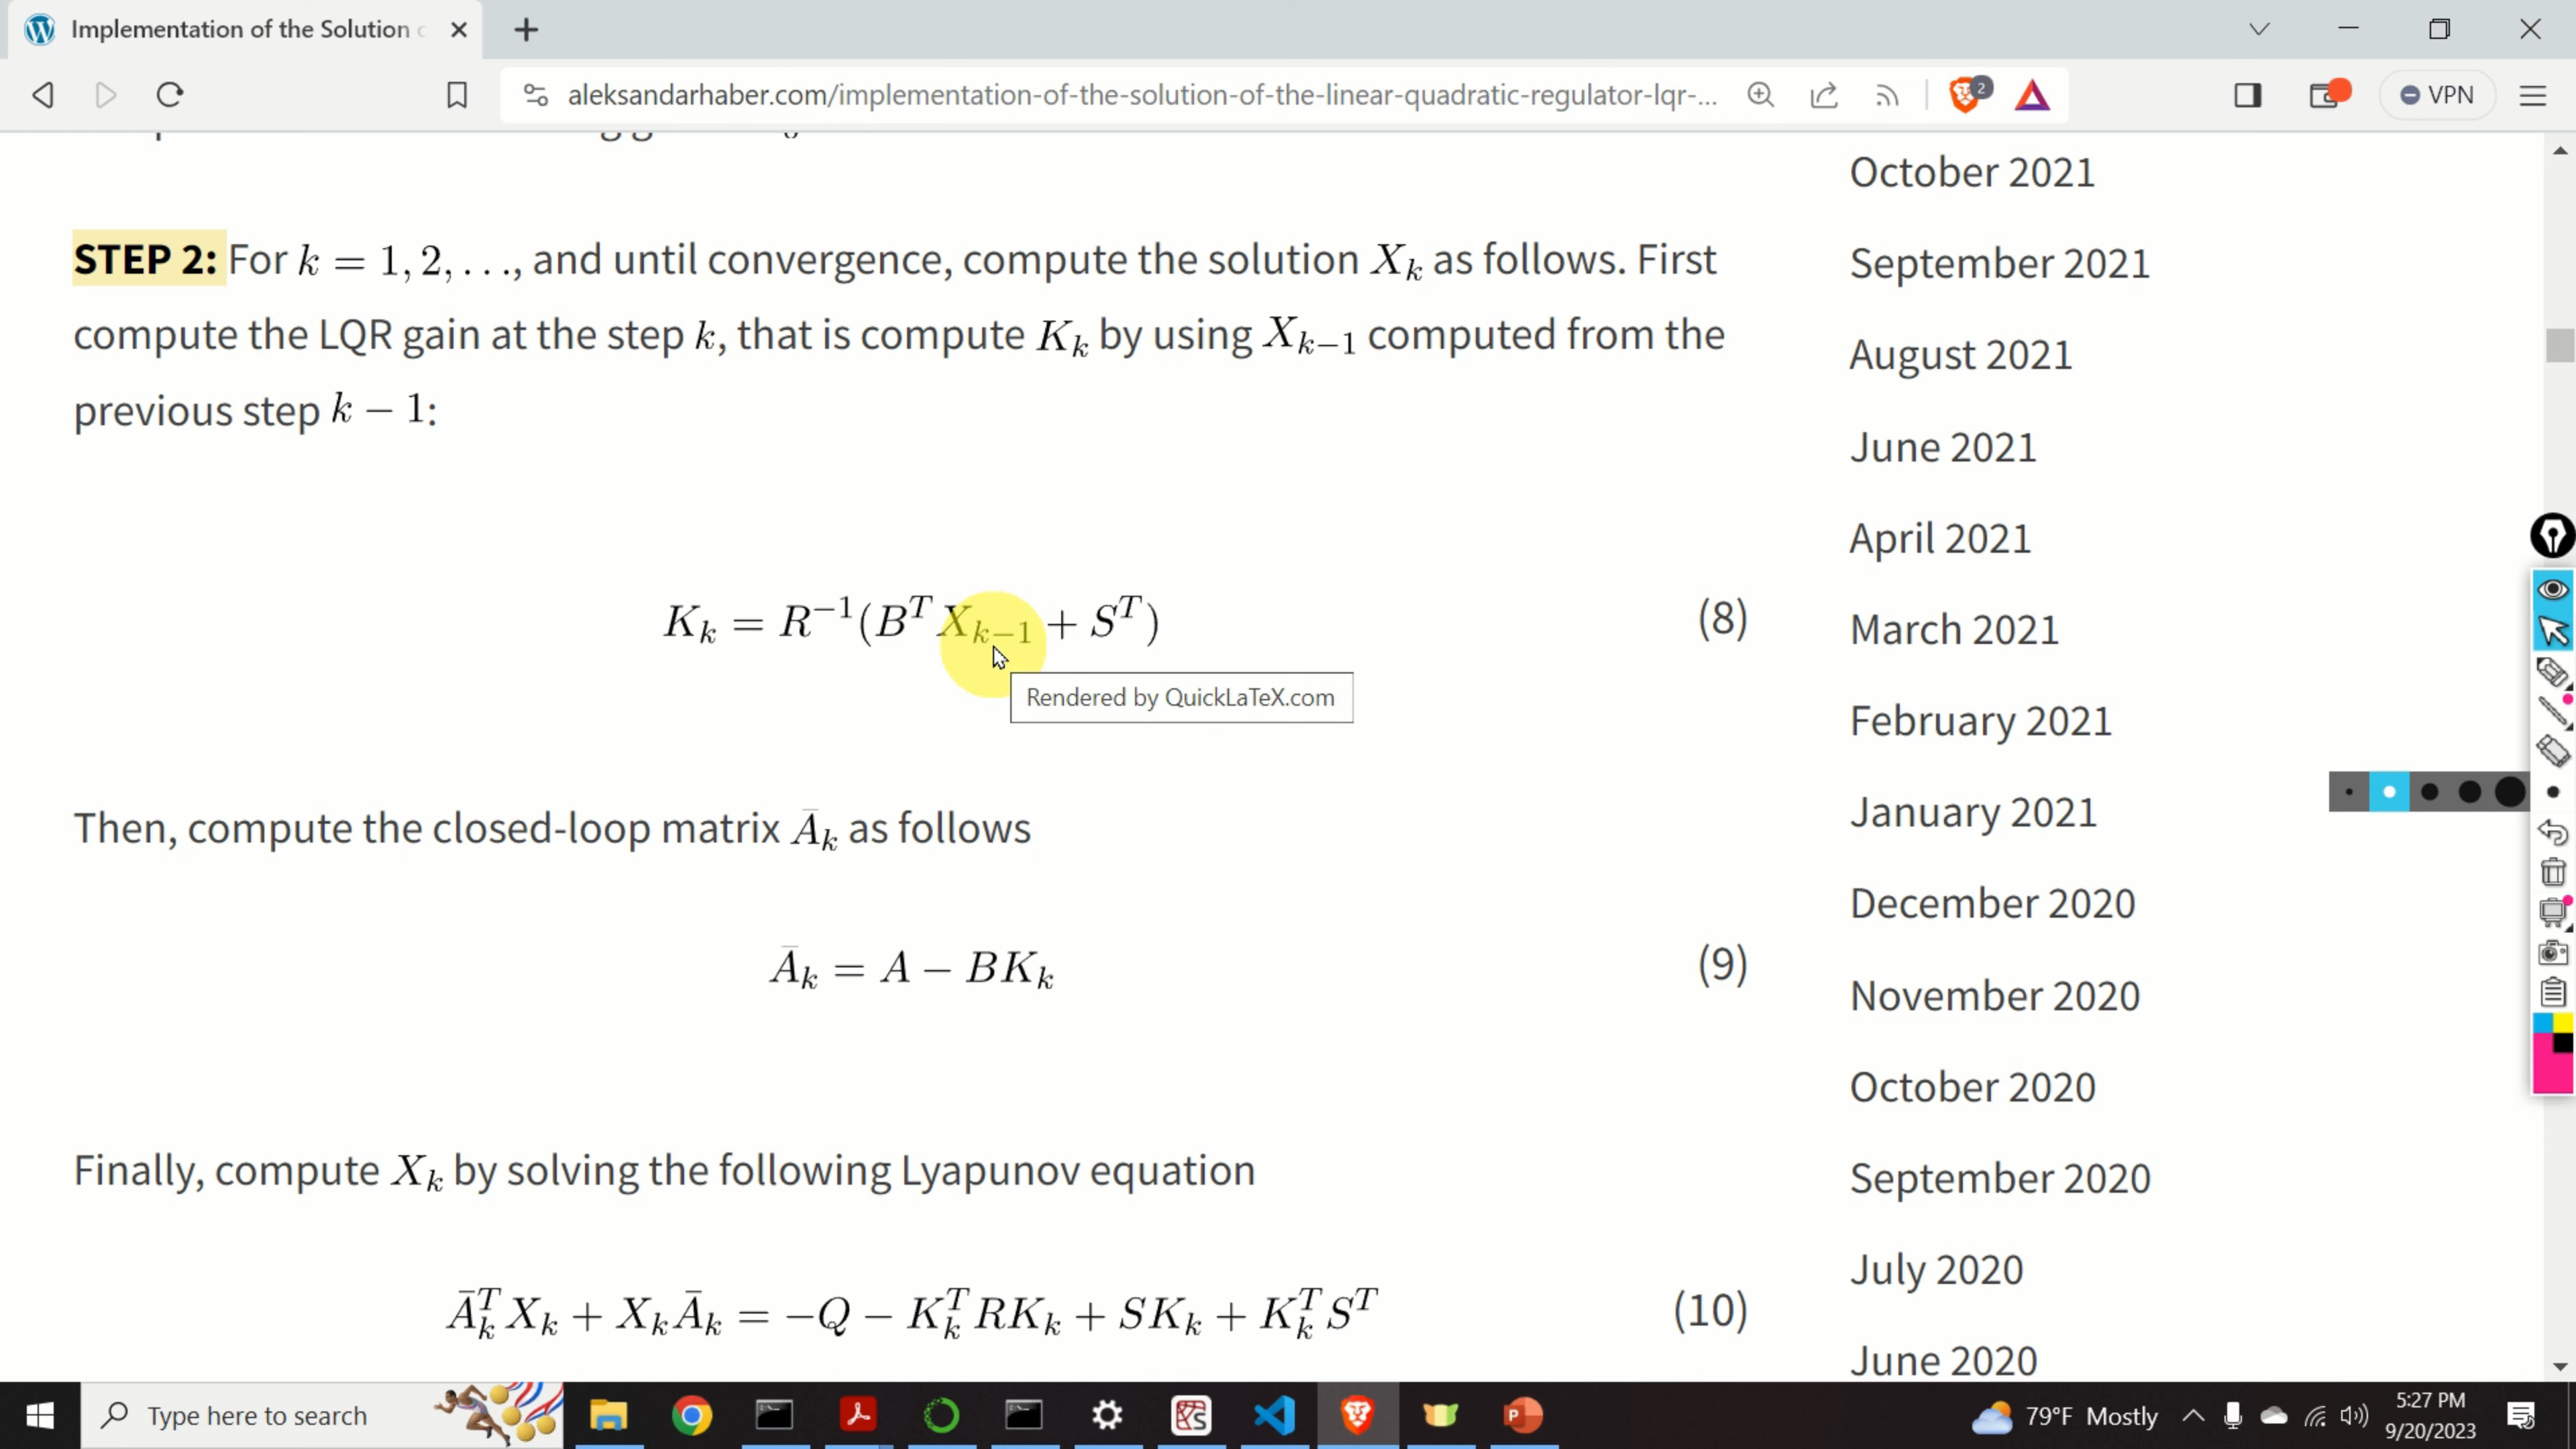 Implementation of the Solution
aleksandarhaber.com/implementation-of-the-solution-of-the-linear-quadratic-regulator-lqr-...
2
VPN
STEP 2: For k = 1, 2, . . ., and until convergence, compute the solution X_k as follows. First
compute the LQR gain at the step k, that is compute K_k by using X_{k−1} computed from the
previous step k − 1:
K_k = R^{−1}(B^T X_{k−1} + S^T) (8)
Rendered by QuickLaTeX.com
Then, compute the closed-loop matrix Ā_k as follows
Ā_k = A − BK_k (9)
Finally, compute X_k by solving the following Lyapunov equation
Ā_k^T X_k + X_k Ā_k = −Q − K_k^T RK_k + SK_k + K_k^T S^T (10)
October 2021
September 2021
August 2021
June 2021
April 2021
March 2021
February 2021
January 2021
December 2020
November 2020
October 2020
September 2020
July 2020
June 2020
Type here to search
79°F Mostly
5:27 PM
9/20/2023